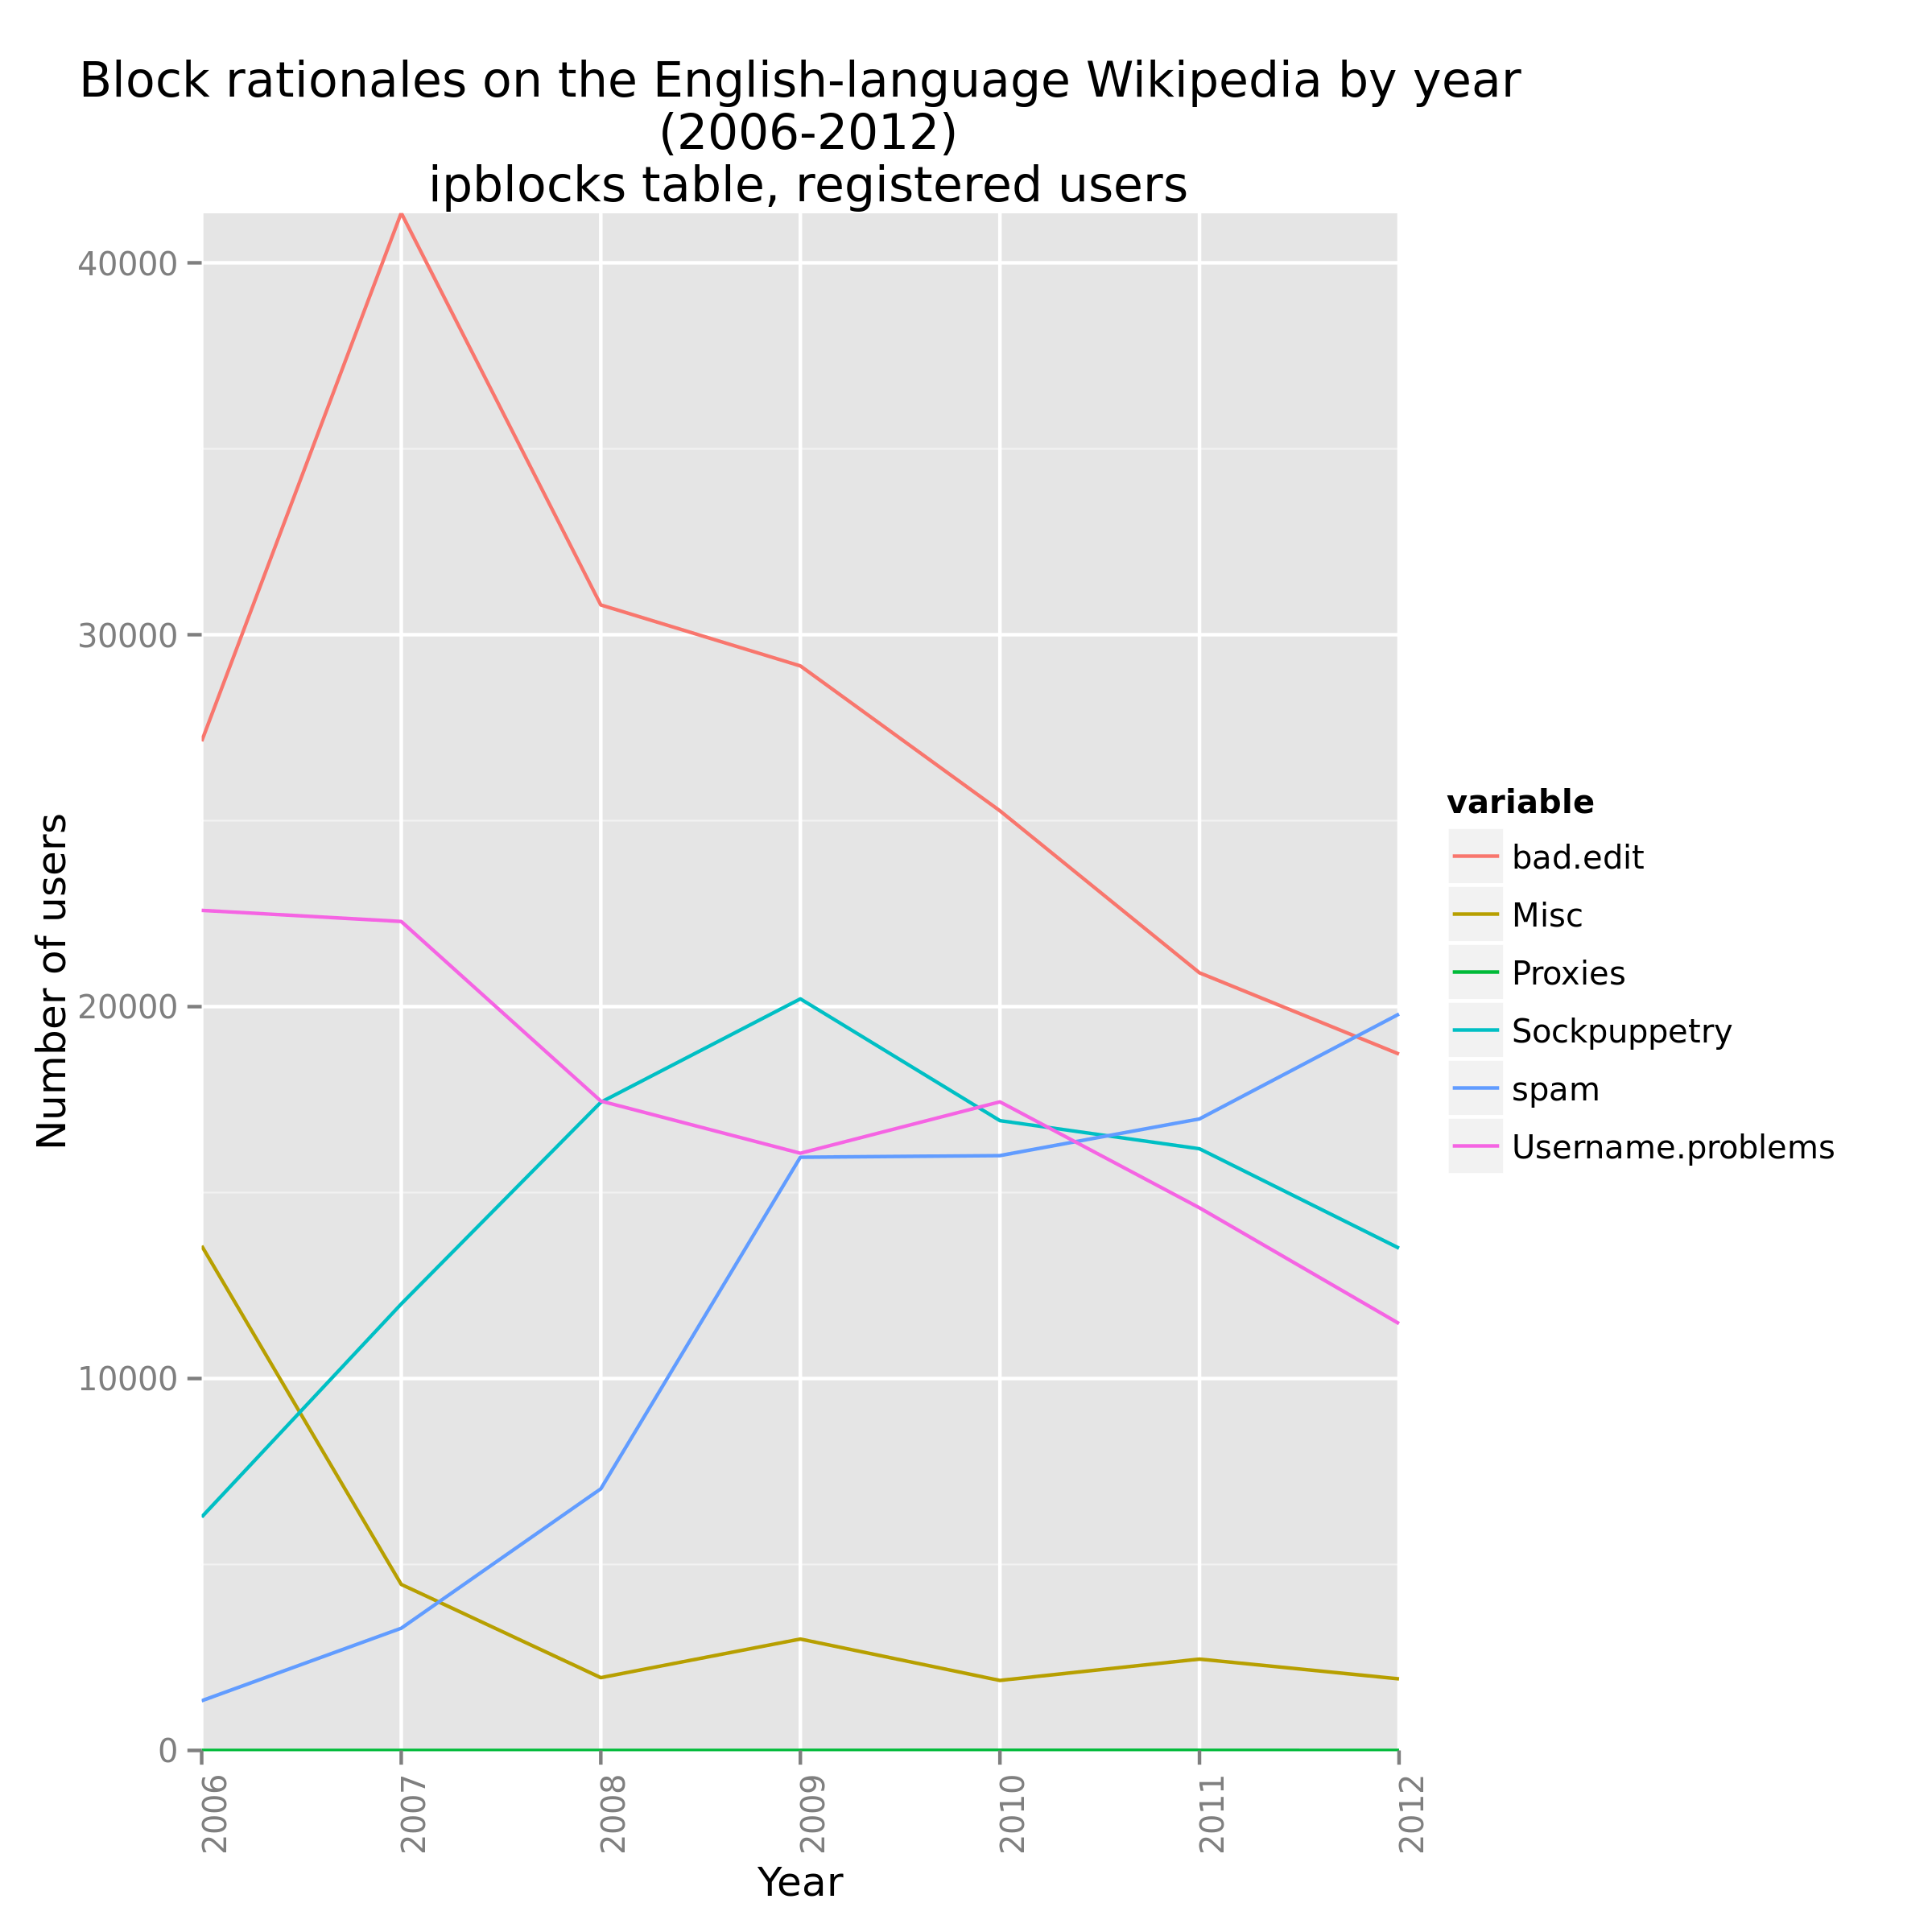 Block rationales on the English-language Wikipedia by year
(2006-2012)
ipblocks table, registered users
40000
30000
20000
10000
0
Number of users
2006
2007
2008
2009
2010
2011
2012
Year
variable
bad.edit
Misc
Proxies
Sockpuppetry
spam
Username.problems